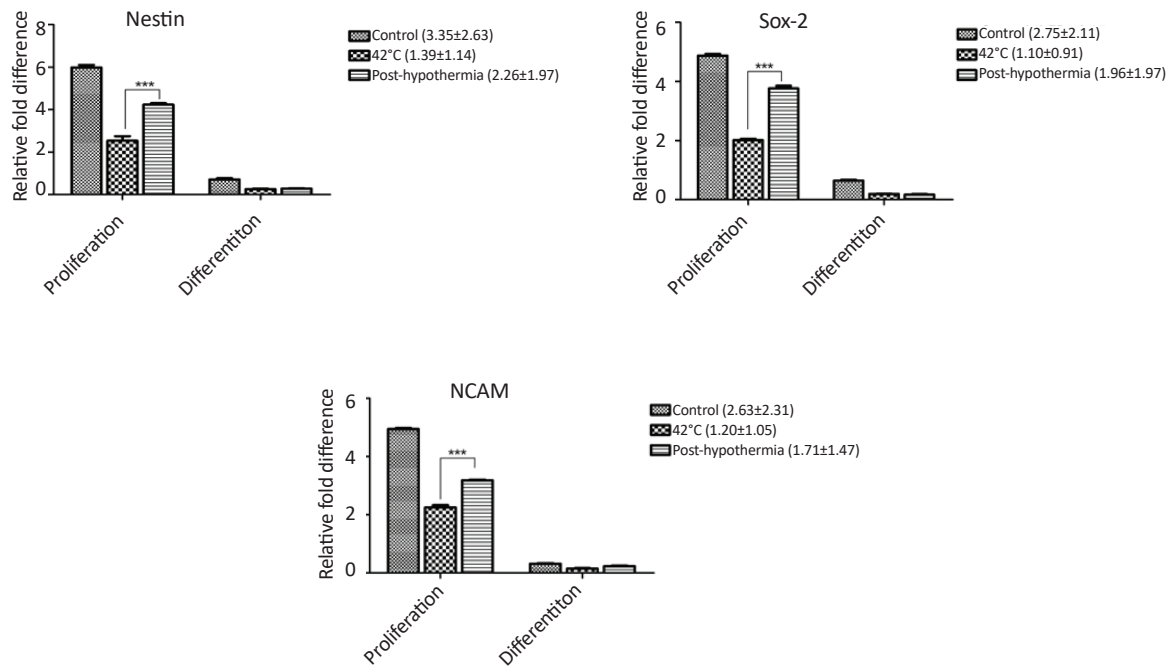 Nestin
Relative fold difference
8
6
4
2
0
Proliferation
Differentiton
Control (3.35±2.63)
42°C (1.39±1.14)
Post-hypothermia (2.26±1.97)
***
Sox-2
Relative fold difference
6
4
2
0
Proliferation
Differentiton
Control (2.75±2.11)
42°C (1.10±0.91)
Post-hypothermia (1.96±1.97)
***
NCAM
Relative fold difference
6
4
2
0
Proliferation
Differentiton
Control (2.63±2.31)
42°C (1.20±1.05)
Post-hypothermia (1.71±1.47)
***